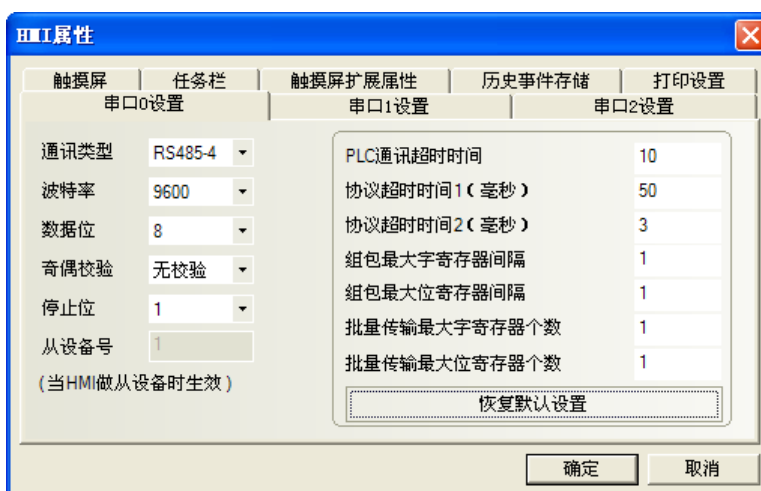 HMI属性
触摸屏 任务栏 触摸屏扩展属性 历史事件存储 打印设置
串口0设置 串口1设置 串口2设置
通讯类型 RS485-4
波特率 9600
数据位 8
奇偶校验 无校验
停止位 1
从设备号 1
(当HMI做从设备时生效)
PLC通讯超时时间 10
协议超时时间1(毫秒) 50
协议超时时间2(毫秒) 3
组包最大字寄存器间隔 1
组包最大位寄存器间隔 1
批量传输最大字寄存器个数 1
批量传输最大位寄存器个数 1
恢复默认设置
确定 取消